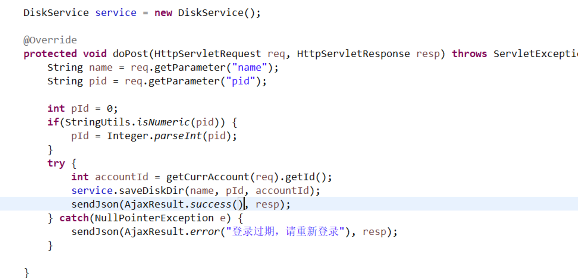 DiskService service = new DiskService();
@Override
protected void doPost(HttpServletRequest req, HttpServletResponse resp) throws ServletException
String name = req.getParameter("name");
String pid = req.getParameter("pid");
int pId = 0;
if(StringUtils.isNumeric(pid)) {
pId = Integer.parseInt(pid);
}
try {
int accountId = getCurrAccount(req).getId();
service.saveDiskDir(name, pId, accountId);
sendJson(AjaxResult.success(), resp);
} catch(NullPointerException e) {
sendJson(AjaxResult.error("登录过期，请重新登录"), resp);
}
}